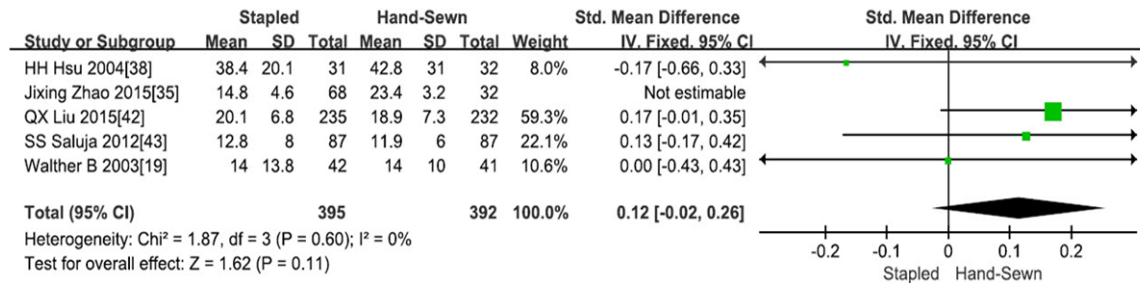 Stapled Hand-Sewn Std. Mean Difference Std. Mean Difference
Study or Subgroup Mean SD Total Mean SD Total Weight IV. Fixed. 95% CI IV. Fixed. 95% CI
HH Hsu 2004[38] 38.4 20.1 31 42.8 31 32 8.0% -0.17 [-0.66, 0.33]
Jixing Zhao 2015[35] 14.8 4.6 68 23.4 3.2 32 Not estimable
QX Liu 2015[42] 20.1 6.8 235 18.9 7.3 232 59.3% 0.17 [-0.01, 0.35]
SS Saluja 2012[43] 12.8 8 87 11.9 6 87 22.1% 0.13 [-0.17, 0.42]
Walther B 2003[19] 14 13.8 42 14 10 41 10.6% 0.00 [-0.43, 0.43]
Total (95% CI) 395 392 100.0% 0.12 [-0.02, 0.26]
Heterogeneity: Chi² = 1.87, df = 3 (P = 0.60); I² = 0%
Test for overall effect: Z = 1.62 (P = 0.11)
-0.2 -0.1 0 0.1 0.2
Stapled Hand-Sewn